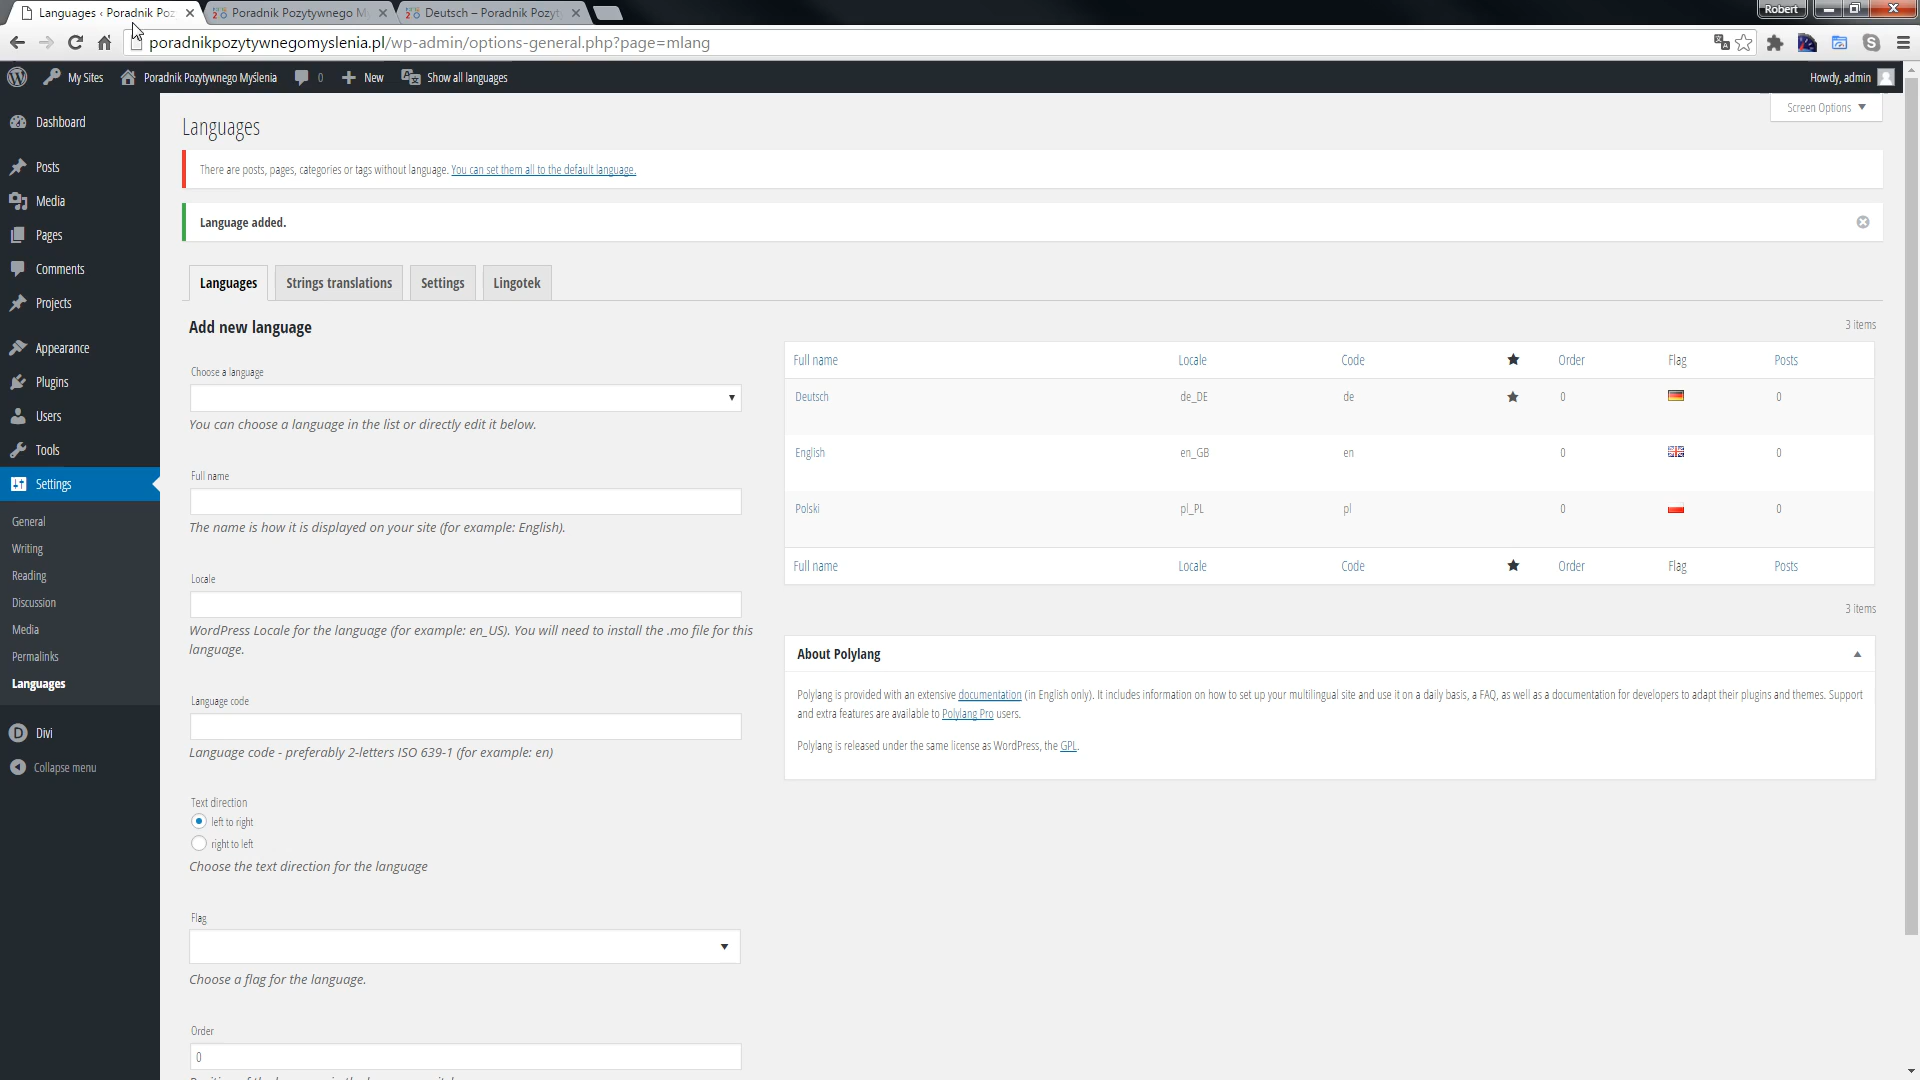 Languages ‹ Poradnik Poz
Poradnik Pozytywnego M
Deutsch – Poradnik Pozyt
Robert
poradnikpozytywnegomyslenia.pl/wp-admin/options-general.php?page=mlang
My Sites
Poradnik Pozytywnego Myślenia
0
New
Show all languages
Howdy, admin
Screen Options
Dashboard
Posts
Media
Pages
Comments
Projects
Appearance
Plugins
Users
Tools
Settings
General
Writing
Reading
Discussion
Media
Permalinks
Languages
Divi
Collapse menu
Languages
There are posts, pages, categories or tags without language. You can set them all to the default language.
Language added.
Languages
Strings translations
Settings
Lingotek
Add new language
Choose a language
You can choose a language in the list or directly edit it below.
Full name
The name is how it is displayed on your site (for example: English).
Locale
WordPress Locale for the language (for example: en_US). You will need to install the .mo file for this
language.
Language code
Language code - preferably 2-letters ISO 639-1 (for example: en)
Text direction
left to right
right to left
Choose the text direction for the language
Flag
Choose a flag for the language.
Order
0
3 items
Full name Locale Code Order Flag Posts
Deutsch de_DE de 0 0
English en_GB en 0 0
Polski pl_PL pl 0 0
Full name Locale Code Order Flag Posts
3 items
About Polylang
Polylang is provided with an extensive documentation (in English only). It includes information on how to set up your multilingual site and use it on a daily basis, a FAQ, as well as a documentation for developers to adapt their plugins and themes. Support
and extra features are available to Polylang Pro users.
Polylang is released under the same license as WordPress, the GPL.